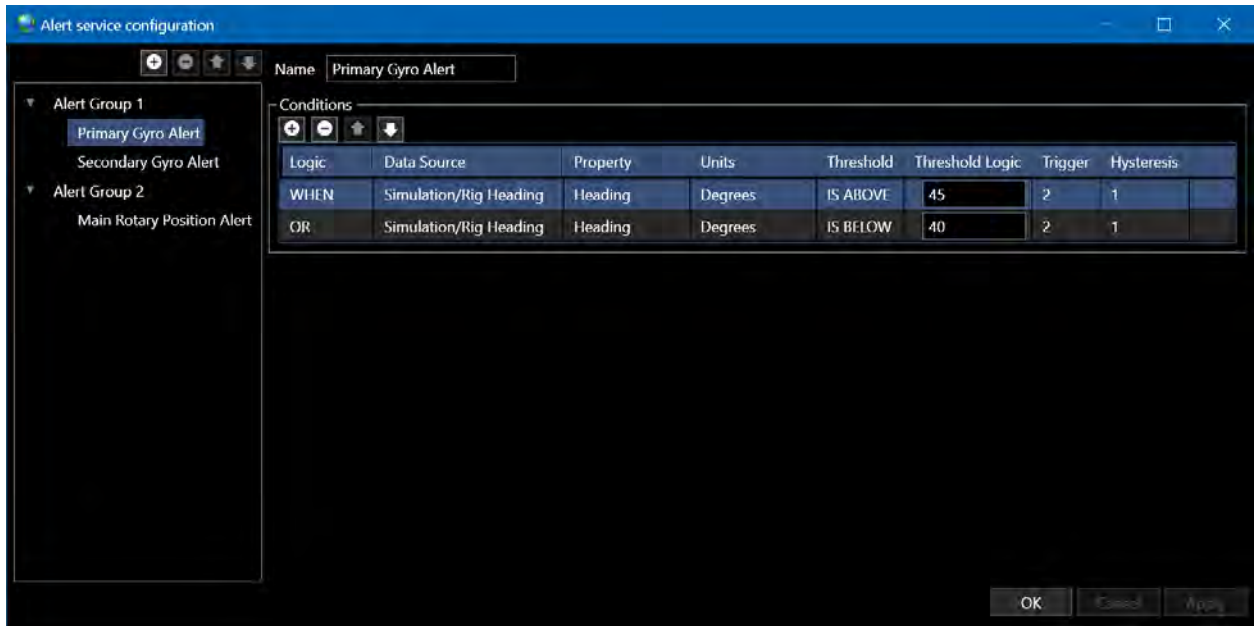 Alert service configuration
Name Primary Gyro Alert
Alert Group 1
Primary Gyro Alert
Secondary Gyro Alert
Alert Group 2
Main Rotary Position Alert
Conditions
Logic Data Source Property Units Threshold Threshold Logic Trigger Hysteresis
WHEN Simulation/Rig Heading Heading Degrees IS ABOVE 45 2 1
OR Simulation/Rig Heading Heading Degrees IS BELOW 40 2 1
OK Cancel Apply